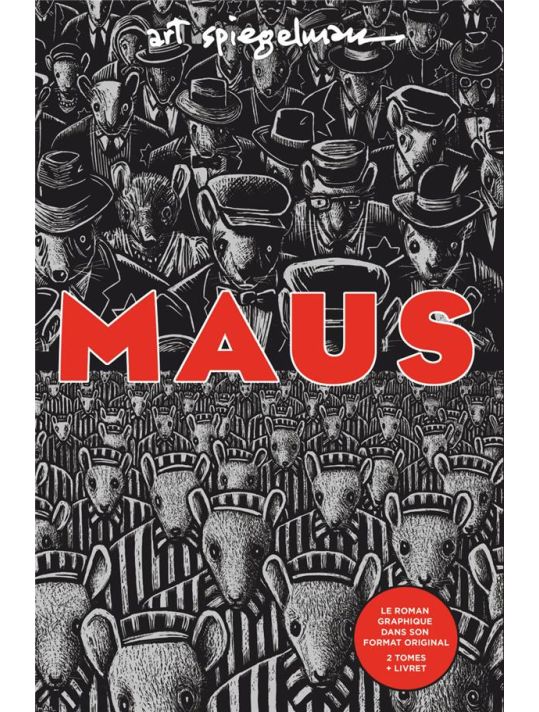 art spiegelman
MAUS
LE ROMAN
GRAPHIQUE
DANS SON
FORMAT ORIGINAL
2 TOMES
+ LIVRET